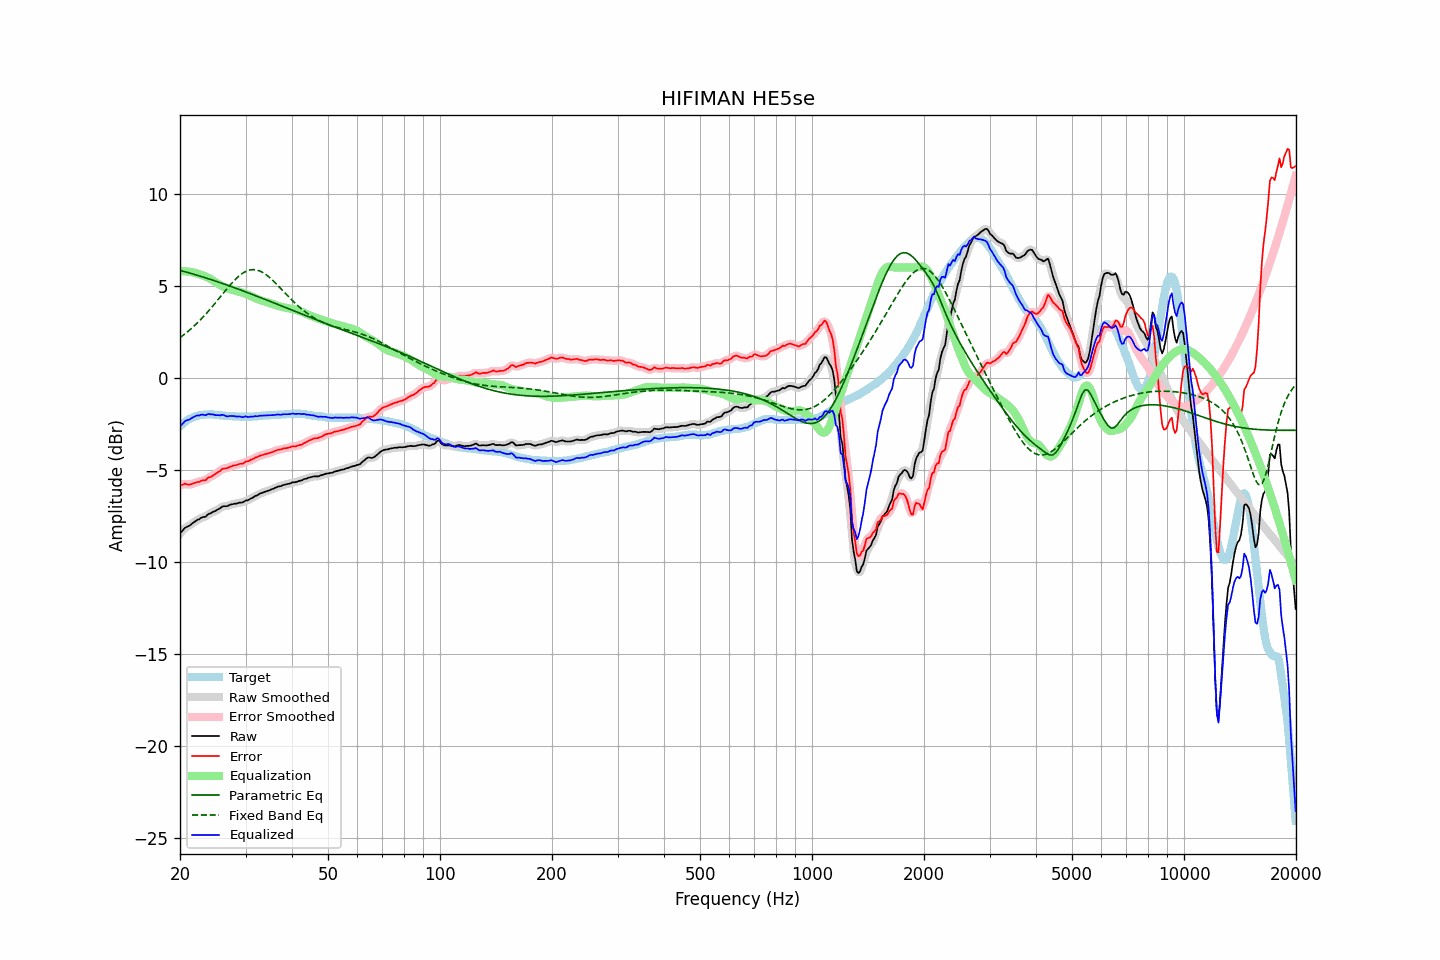 HIFIMAN HE5se
10
5
0
−5
−10
−15
−20
−25
Amplitude (dBr)
Target
Raw Smoothed
Error Smoothed
Raw
Error
Equalization
Parametric Eq
Fixed Band Eq
Equalized
20 50 100 200 500 1000 2000 5000 10000 20000
Frequency (Hz)